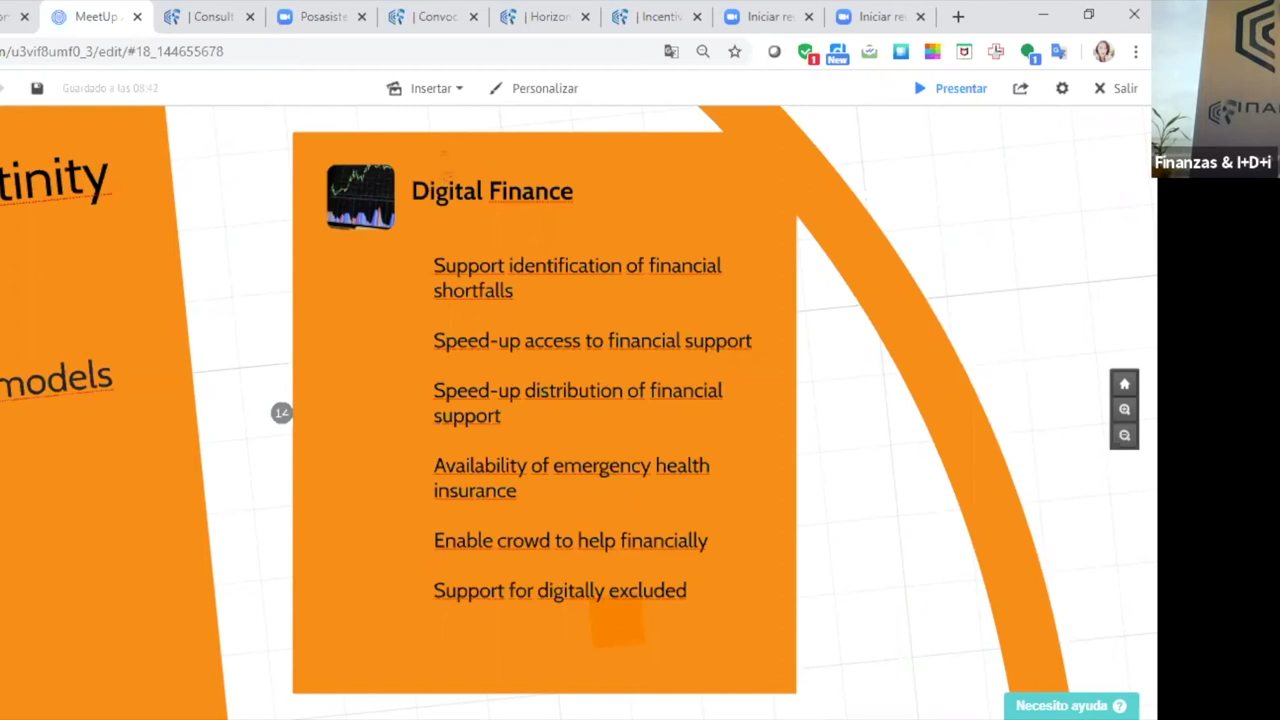 MeetUp
| Consult
Posasiste
| Convoc
| Horizon
| Incentiv
Iniciar re
Iniciar re
n/u3vif8umf0_3/edit/#18_144655678
1
New
1
Guardado a las 08:42
Insertar
Personalizar
Presentar
Salir
Finanzas & I+D+i
tinity
models
14
Digital Finance
Support identification of financial
shortfalls
Speed-up access to financial support
Speed-up distribution of financial
support
Availability of emergency health
insurance
Enable crowd to help financially
Support for digitally excluded
Necesito ayuda ?